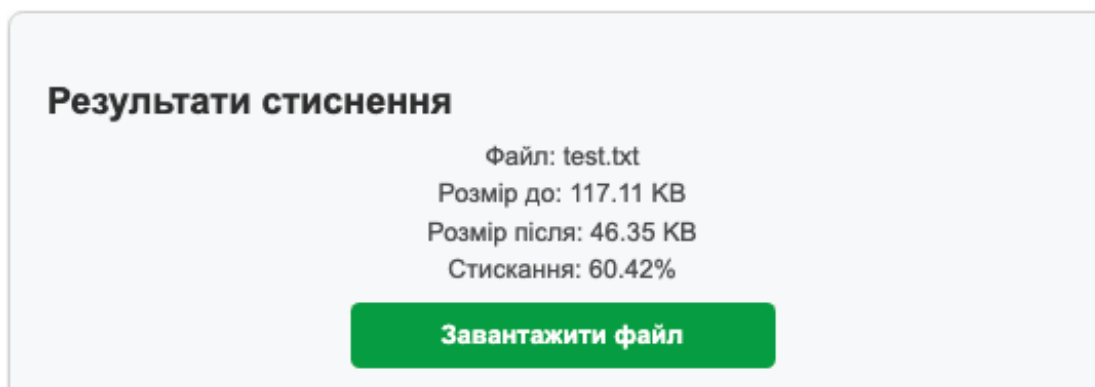 Результати стиснення
Файл: test.txt
Розмір до: 117.11 KB
Розмір після: 46.35 KB
Стискання: 60.42%
Завантажити файл